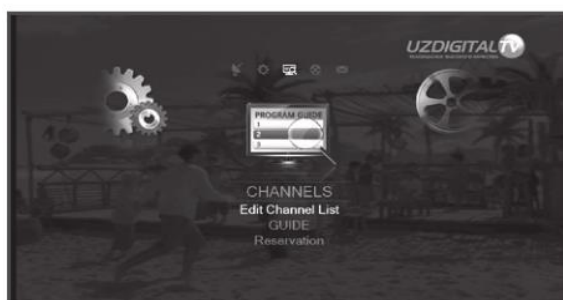 UZDIGITAL TV
PROGRAM GUIDE
1
2
3
CHANNELS
Edit Channel List
GUIDE
Reservation